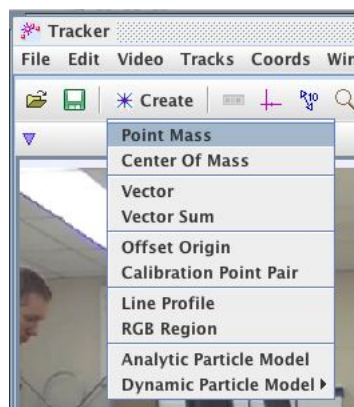 Tracker
File Edit Video Tracks Coords
Create
Point Mass
Center Of Mass
Vector
Vector Sum
Offset Origin
Calibration Point Pair
Line Profile
RGB Region
Analytic Particle Model
Dynamic Particle Model